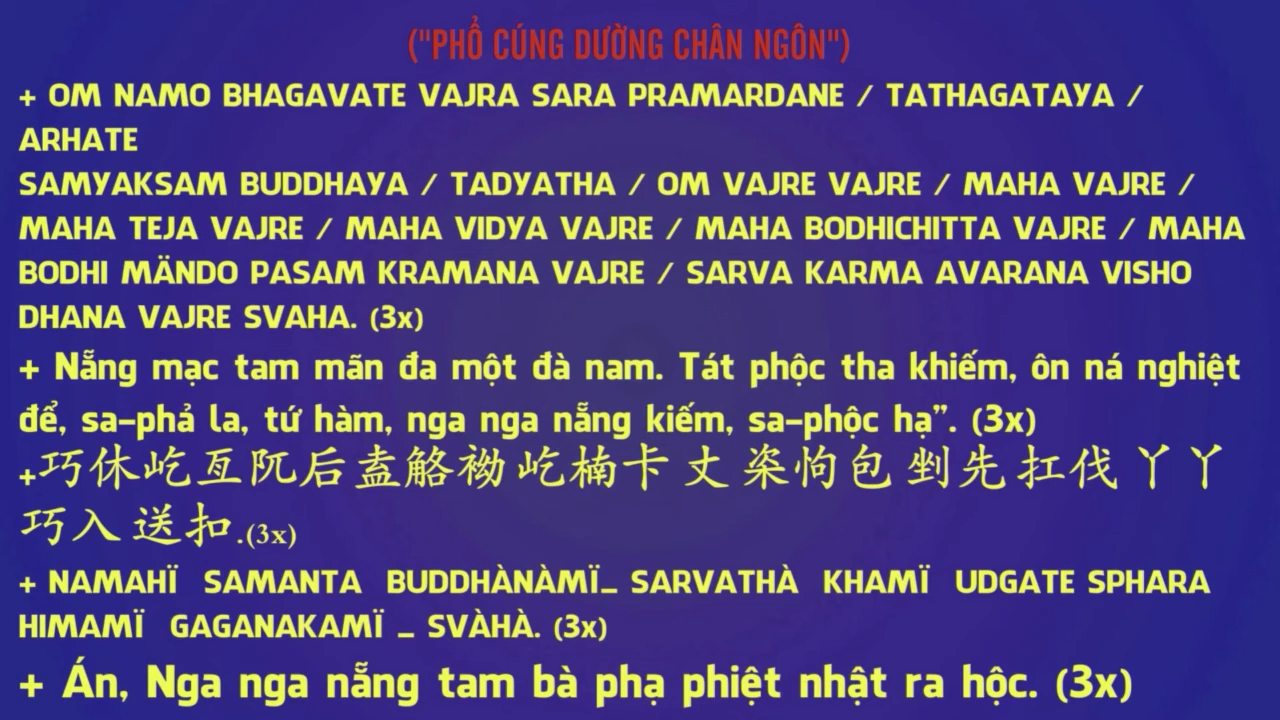 ("PHỔ CÚNG DƯỜNG CHÂN NGÔN")
+ OM NAMO BHAGAVATE VAJRA SARA PRAMARDANE / TATHAGATAYA /
ARHATE
SAMYAKSAM BUDDHAYA / TADYATHA / OM VAJRE VAJRE / MAHA VAJRE /
MAHA TEJA VAJRE / MAHA VIDYA VAJRE / MAHA BODHICHITTA VAJRE / MAHA
BODHI MÄNDO PASAM KRAMANA VAJRE / SARVA KARMA AVARANA VISHO
DHANA VAJRE SVAHA. (3x)
+ Nẵng mạc tam mãn đa một đà nam. Tát phộc tha khiếm, ôn ná nghiệt
để, sa-phả la, tứ hàm, nga nga nẵng kiếm, sa-phộc hạ”. (3x)
+巧休屹亙阢后盍觡袎屹楠卡丈栥怐包剉先扛伐丫丫
巧入送扣.(3x)
+ NAMAHÏ SAMANTA BUDDHÀNÀMÏ_ SARVATHÀ KHAMÏ UDGATE SPHARA
HIMAMÏ GAGANAKAMÏ _ SVÀHÀ. (3x)
+ Án, Nga nga nẵng tam bà phạ phiệt nhật ra hộc. (3x)